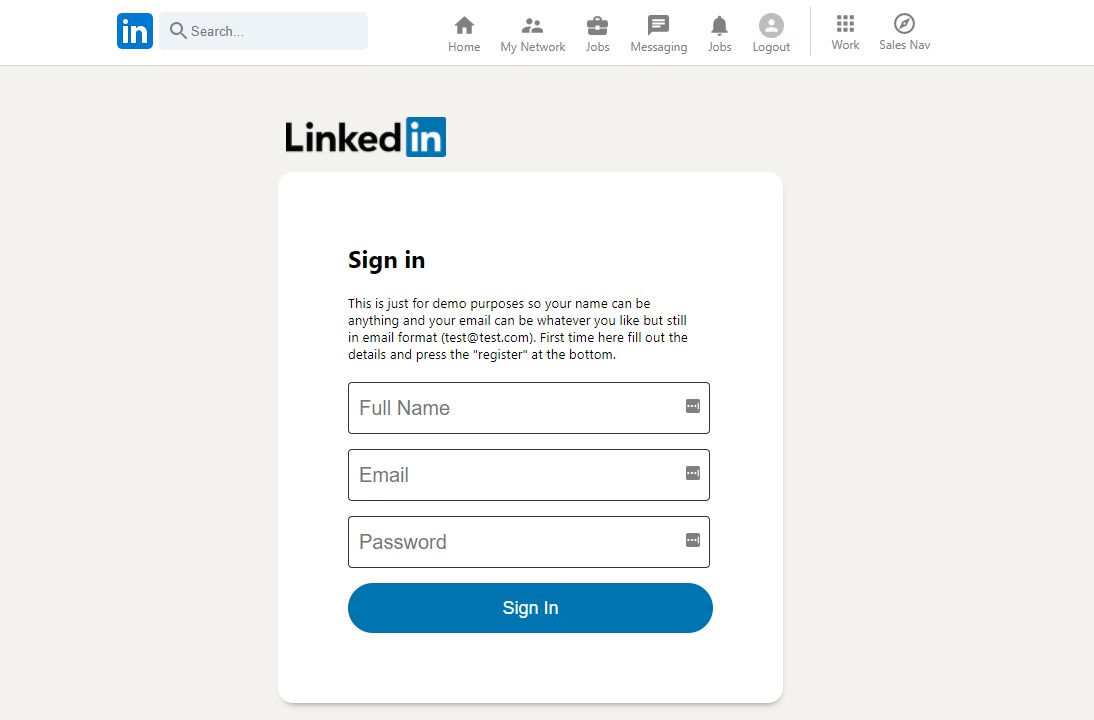 in Search...
Home My Network Jobs Messaging Jobs Logout Work Sales Nav
Linkedin
Sign in
This is just for demo purposes so your name can be
anything and your email can be whatever you like but still
in email format (test@test.com). First time here fill out the
details and press the "register" at the bottom.
Full Name
Email
Password
Sign In